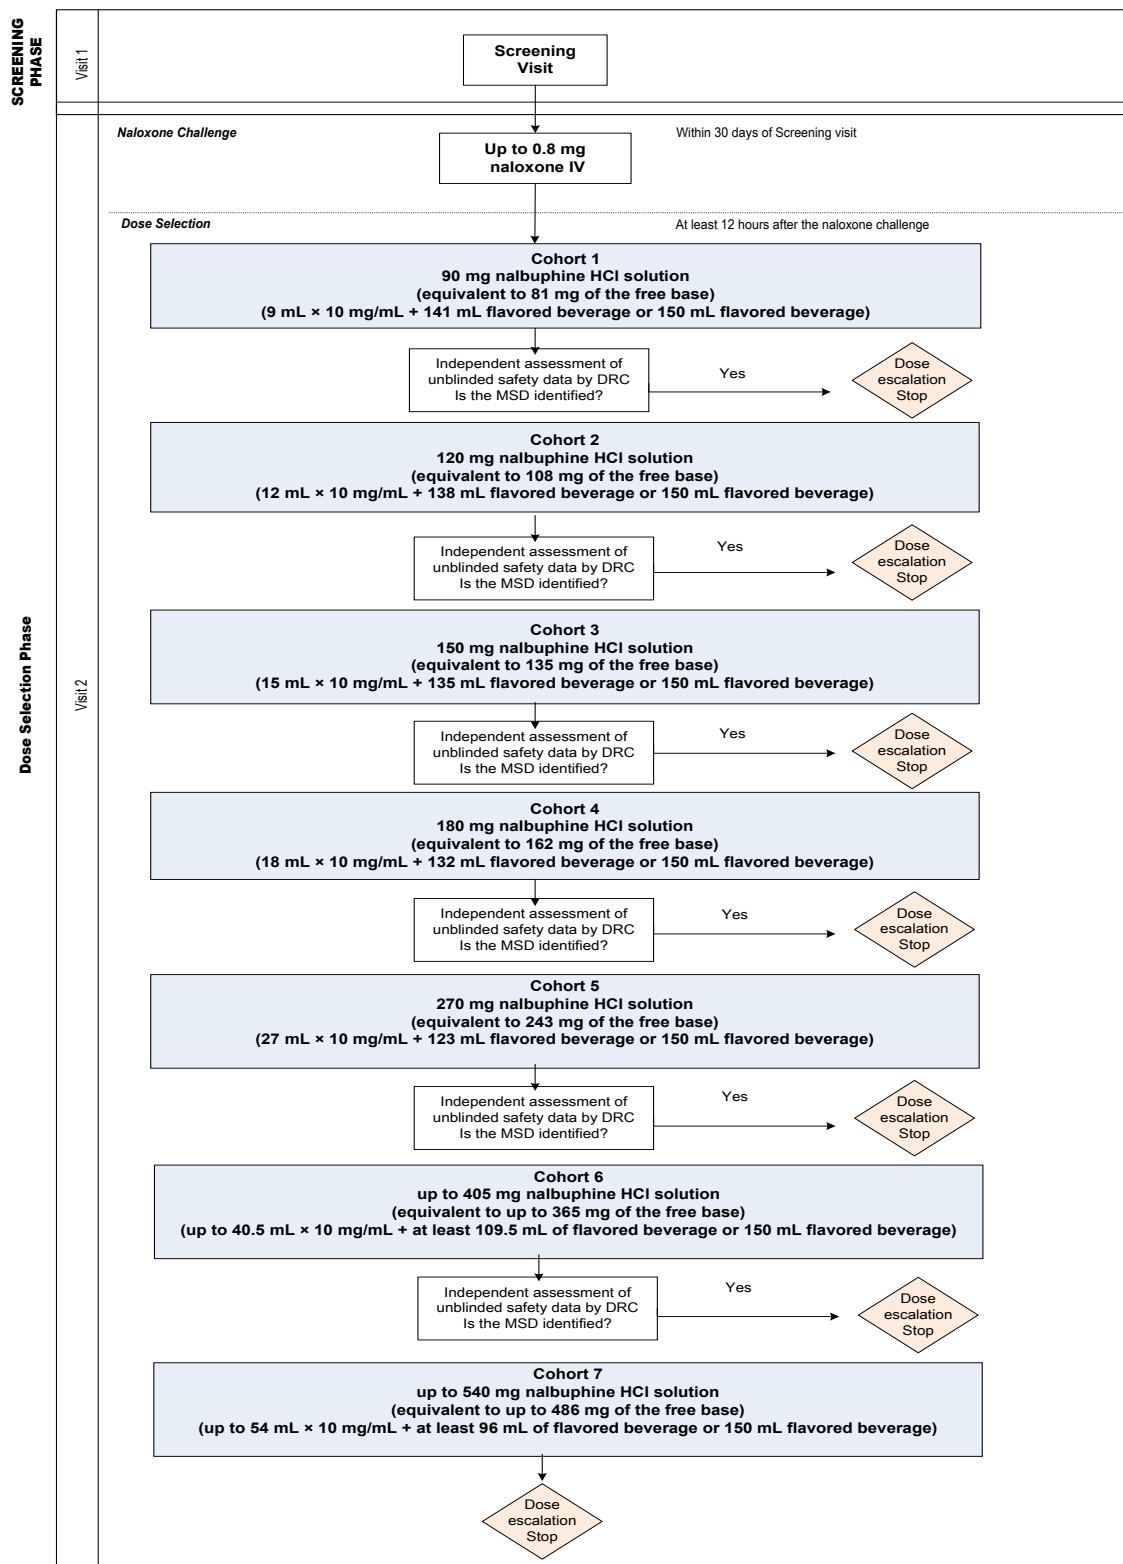 SCREENING
PHASE
Visit 1
Screening
Visit
Naloxone Challenge
Within 30 days of Screening visit
Up to 0.8 mg
naloxone IV
Dose Selection
At least 12 hours after the naloxone challenge
Dose Selection Phase
Visit 2
Cohort 1
90 mg nalbuphine HCl solution
(equivalent to 81 mg of the free base)
(9 mL × 10 mg/mL + 141 mL flavored beverage or 150 mL flavored beverage)
Independent assessment of
unblinded safety data by DRC
Is the MSD identified?
Yes
Dose
escalation
Stop
Cohort 2
120 mg nalbuphine HCl solution
(equivalent to 108 mg of the free base)
(12 mL × 10 mg/mL + 138 mL flavored beverage or 150 mL flavored beverage)
Independent assessment of
unblinded safety data by DRC
Is the MSD identified?
Yes
Dose
escalation
Stop
Cohort 3
150 mg nalbuphine HCl solution
(equivalent to 135 mg of the free base)
(15 mL × 10 mg/mL + 135 mL flavored beverage or 150 mL flavored beverage)
Independent assessment of
unblinded safety data by DRC
Is the MSD identified?
Yes
Dose
escalation
Stop
Cohort 4
180 mg nalbuphine HCl solution
(equivalent to 162 mg of the free base)
(18 mL × 10 mg/mL + 132 mL flavored beverage or 150 mL flavored beverage)
Independent assessment of
unblinded safety data by DRC
Is the MSD identified?
Yes
Dose
escalation
Stop
Cohort 5
270 mg nalbuphine HCl solution
(equivalent to 243 mg of the free base)
(27 mL × 10 mg/mL + 123 mL flavored beverage or 150 mL flavored beverage)
Independent assessment of
unblinded safety data by DRC
Is the MSD identified?
Yes
Dose
escalation
Stop
Cohort 6
up to 405 mg nalbuphine HCl solution
(equivalent to up to 365 mg of the free base)
(up to 40.5 mL × 10 mg/mL + at least 109.5 mL of flavored beverage or 150 mL flavored beverage)
Independent assessment of
unblinded safety data by DRC
Is the MSD identified?
Yes
Dose
escalation
Stop
Cohort 7
up to 540 mg nalbuphine HCl solution
(equivalent to up to 486 mg of the free base)
(up to 54 mL × 10 mg/mL + at least 96 mL of flavored beverage or 150 mL flavored beverage)
Dose
escalation
Stop